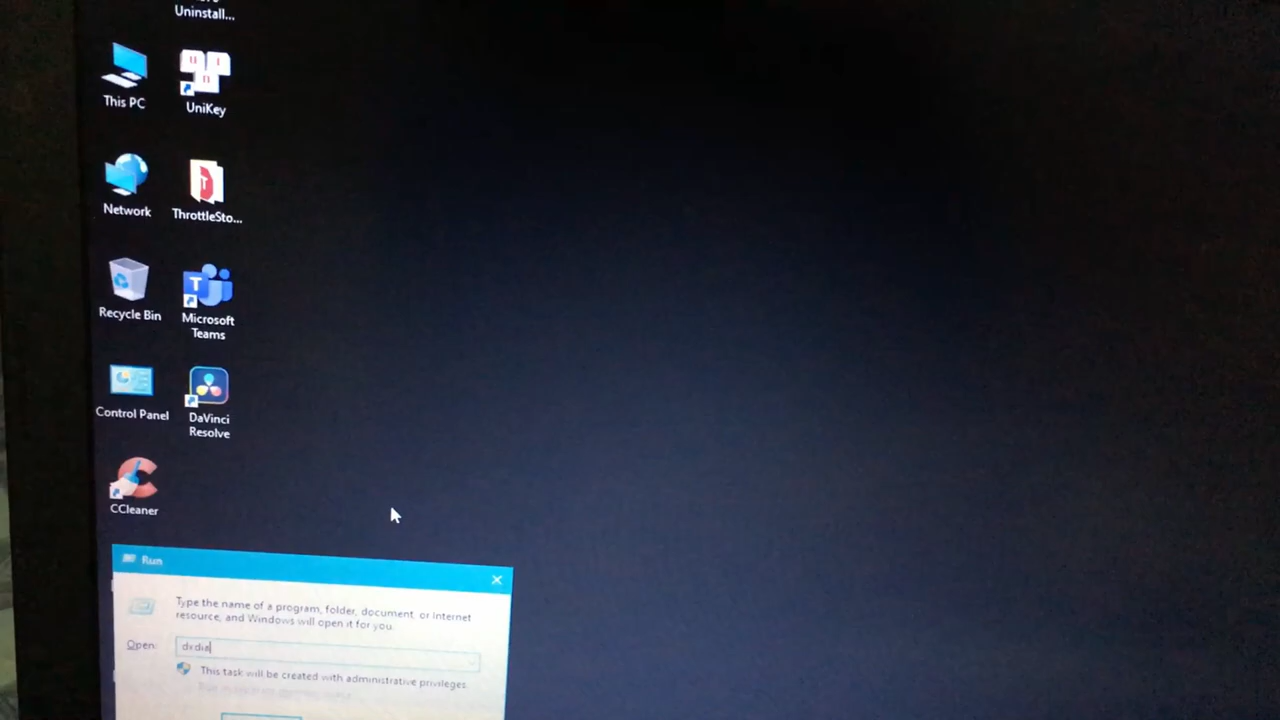 Uninstall...
This PC
UniKey
Network
ThrottleSto...
Recycle Bin
Microsoft
Teams
Control Panel
DaVinci
Resolve
CCleaner
Run
Type the name of a program, folder, document, or Internet
resource, and Windows will open it for you.
Open:
dxdia
This task will be created with administrative privileges.